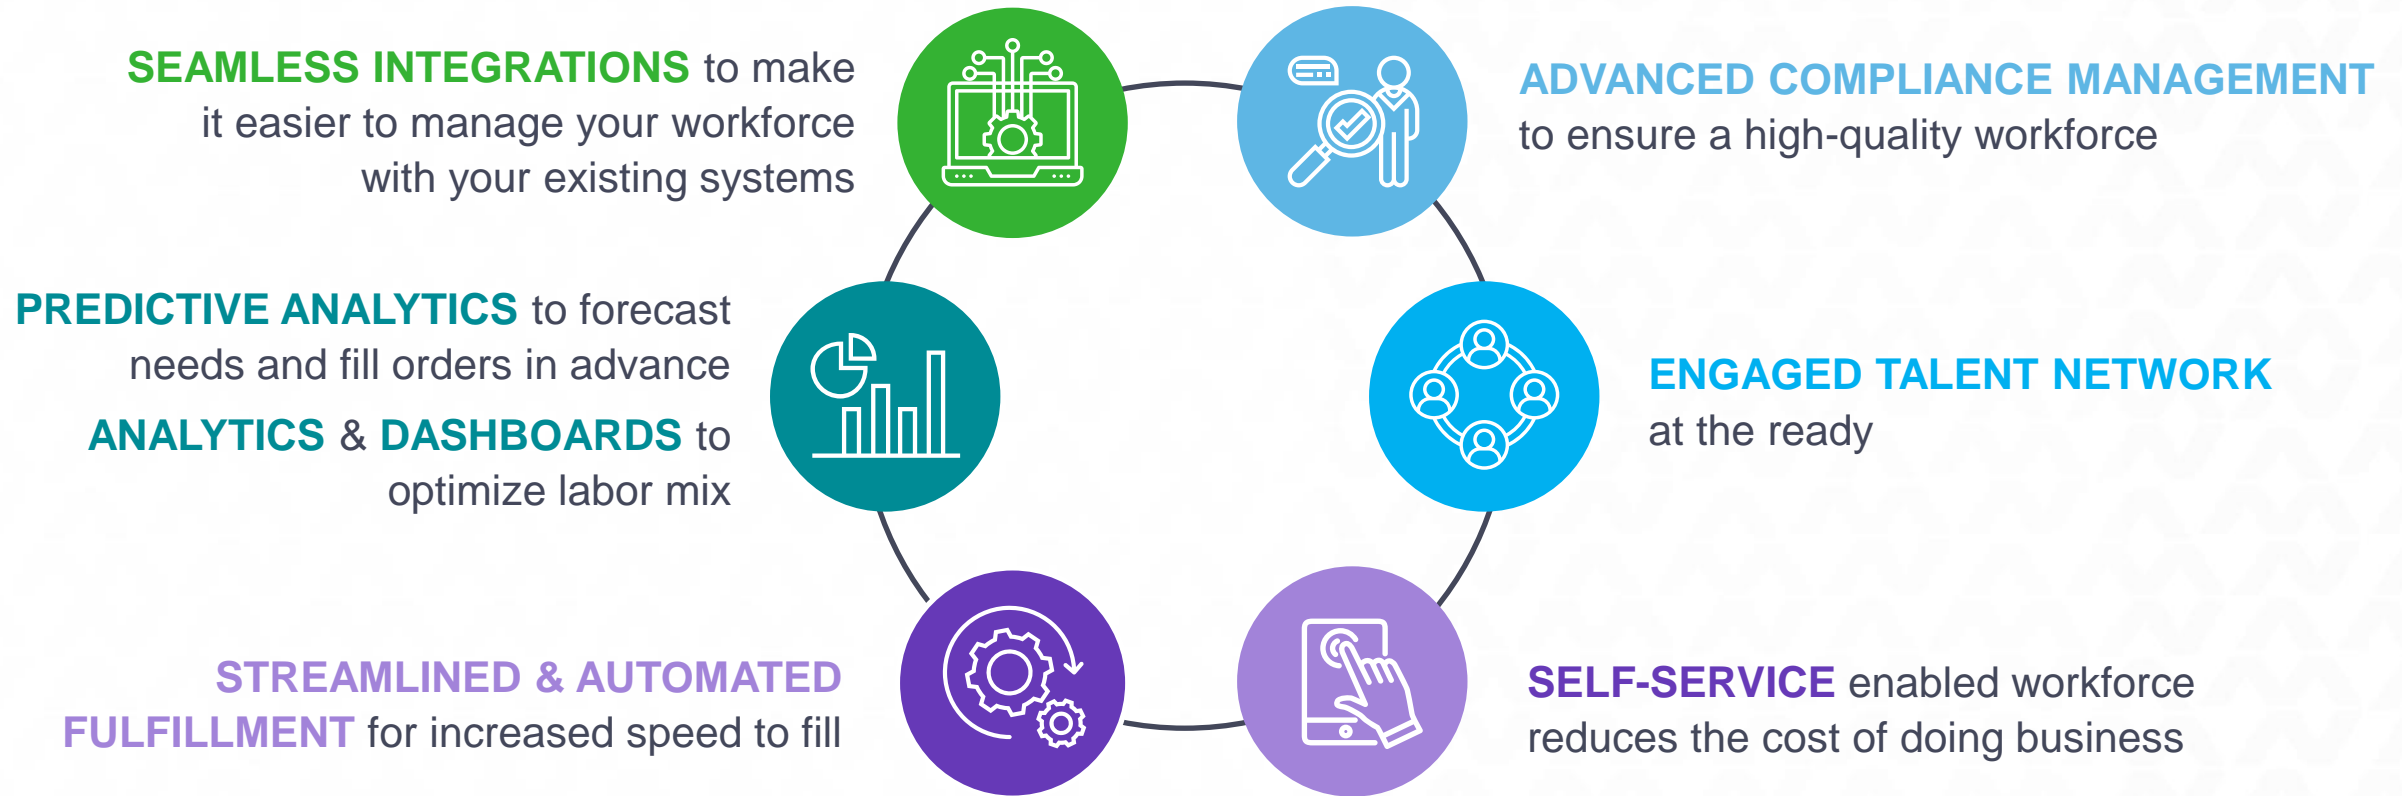 SEAMLESS INTEGRATIONS to make
it easier to manage your workforce
with your existing systems
PREDICTIVE ANALYTICS to forecast
needs and fill orders in advance
ANALYTICS & DASHBOARDS to
optimize labor mix
STREAMLINED & AUTOMATED
FULFILLMENT for increased speed to fill
ADVANCED COMPLIANCE MANAGEMENT
to ensure a high-quality workforce
ENGAGED TALENT NETWORK
at the ready
SELF-SERVICE enabled workforce
reduces the cost of doing business